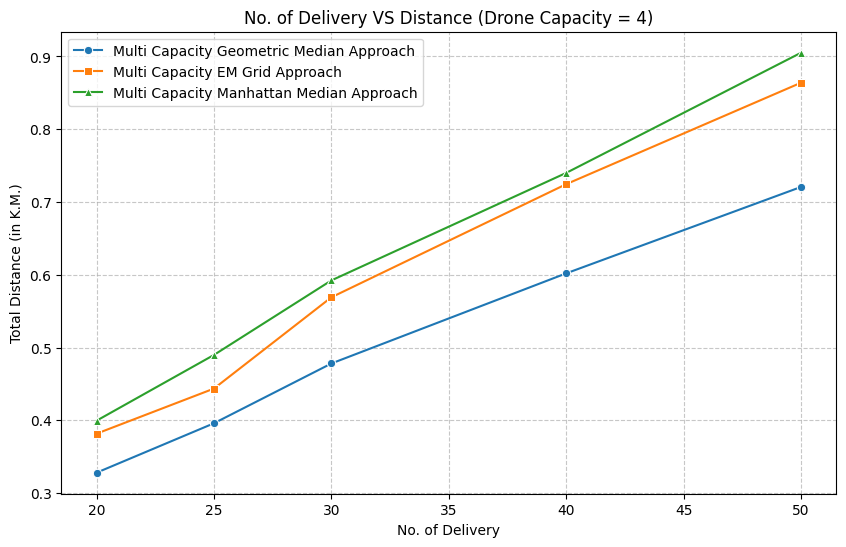 No. of Delivery VS Distance (Drone Capacity = 4)
Multi Capacity Geometric Median Approach
Multi Capacity EM Grid Approach
Multi Capacity Manhattan Median Approach
Total Distance (in K.M.)
0.9
0.8
0.7
0.6
0.5
0.4
0.3
20 25 30 35 40 45 50
No. of Delivery